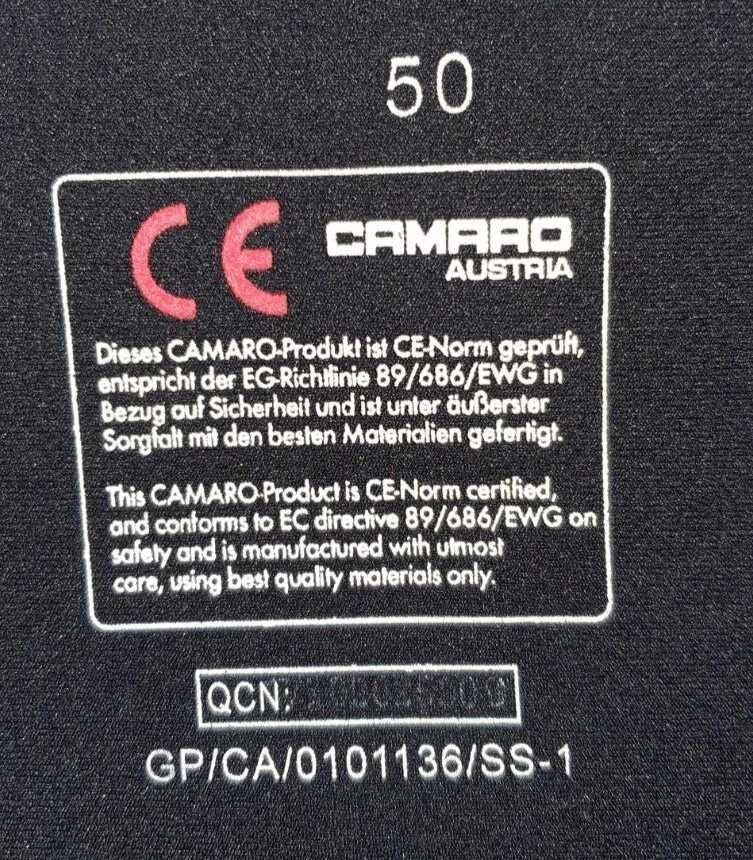 50
CE CAMARO
AUSTRIA
Dieses CAMARO-Produkt ist CE-Norm geprüft,
entspricht der EG-Richtlinie 89/686/EWG in
Bezug auf Sicherheit und ist unter äußerster
Sorgfalt mit den besten Materialien gefertigt.
This CAMARO-Product is CE-Norm certified,
and conforms to EC directive 89/686/EWG on
safety and is manufactured with utmost
care, using best quality materials only.
QCN:
GP/CA/0101136/SS-1